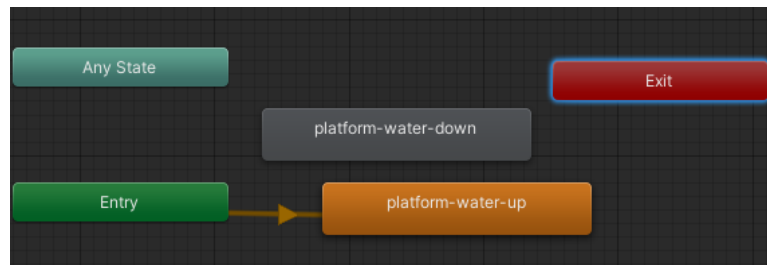 Any State
Exit
platform-water-down
Entry
platform-water-up